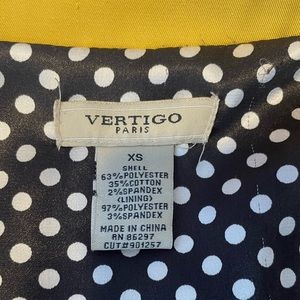 VERTIGO
PARIS
XS
SHELL
63%POLYESTER
35%COTTON
2%SPANDEX
(LINING)
97%POLYESTER
3%SPANDEX
MADE IN CHINA
RN 86297
CUT#901257